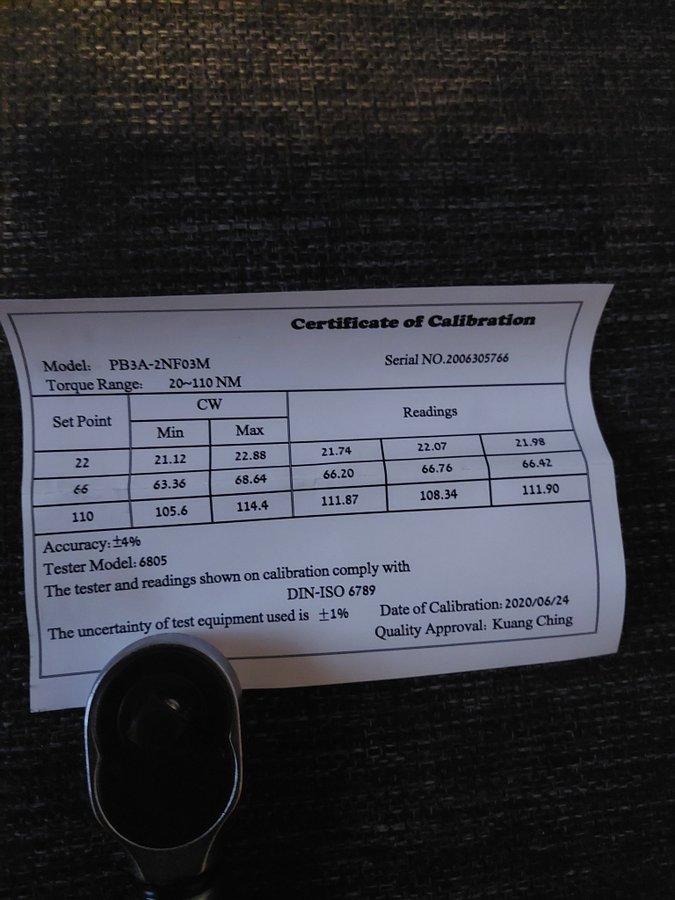 Certificate of Calibration
Model: PB3A-2NF03M Serial NO.2006305766
Torque Range: 20~110 NM
Set Point CW Readings
Min Max
22 21.12 22.88 21.74 22.07 21.98
66 63.36 68.64 66.20 66.76 66.42
110 105.6 114.4 111.87 108.34 111.90
Accuracy: ±4%
Tester Model: 6805
The tester and readings shown on calibration comply with
DIN-ISO 6789
The uncertainty of test equipment used is ±1% Date of Calibration: 2020/06/24
Quality Approval: Kuang Ching